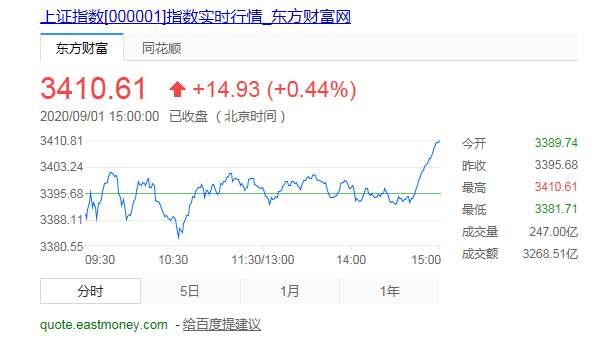 上证指数[000001]指数实时行情_东方财富网
东方财富 同花顺
3410.61 +14.93 (+0.44%)
2020/09/01 15:00:00 已收盘 （北京时间）
3410.81
3403.24
3395.68
3388.11
3380.55
09:30 10:30 11:30/13:00 14:00 15:00
今开 3389.74
昨收 3395.68
最高 3410.61
最低 3381.71
成交量 247.00亿
成交额 3268.51亿
分时 5日 1月 1年
quote.eastmoney.com - 给百度提建议